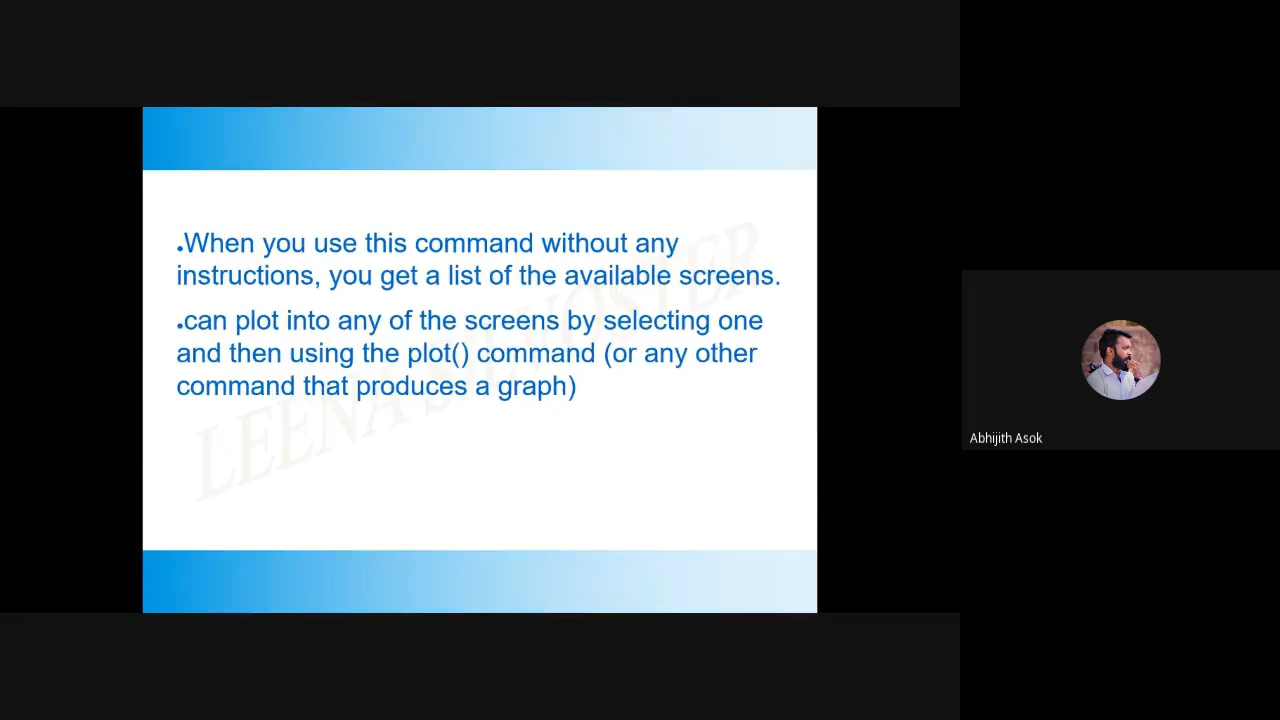 .When you use this command without any
instructions, you get a list of the available screens.
.can plot into any of the screens by selecting one
and then using the plot() command (or any other
command that produces a graph)
Abhijith Asok